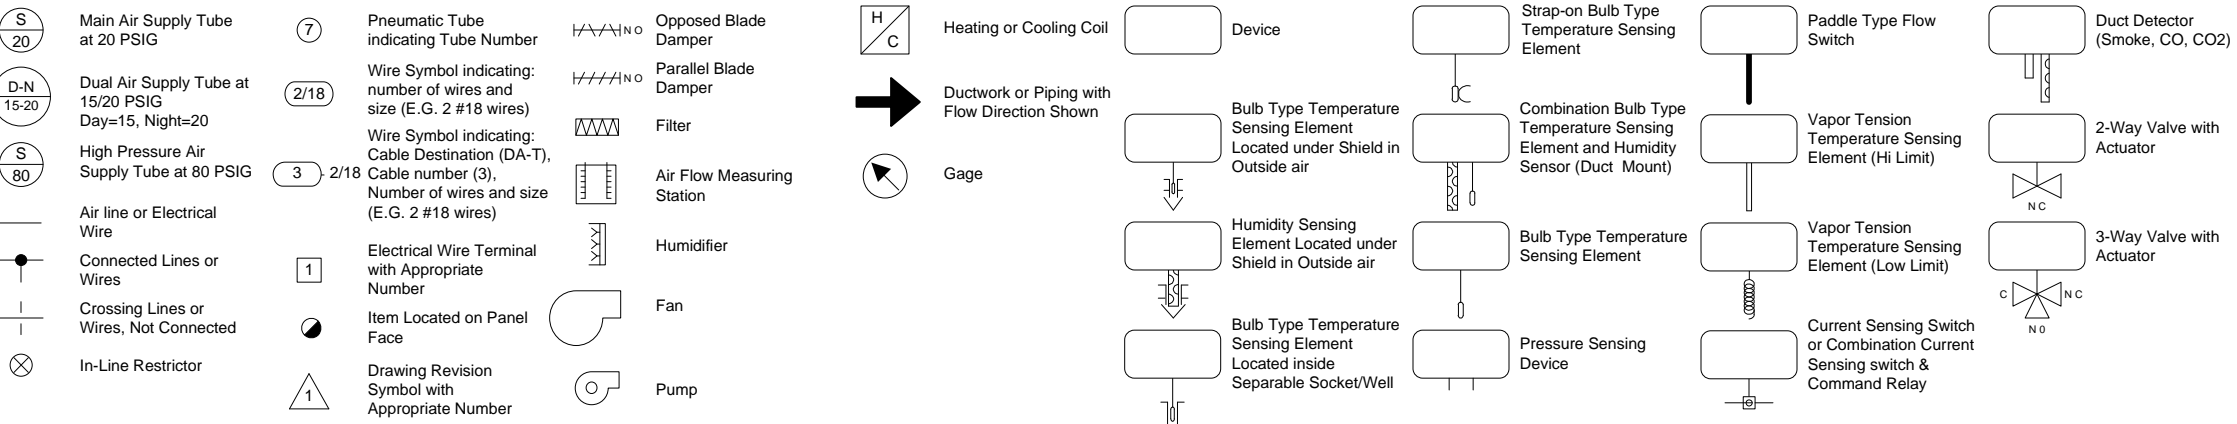 S
20
Main Air Supply Tube
at 20 PSIG
D-N
15-20
Dual Air Supply Tube at
15/20 PSIG
Day=15, Night=20
S
80
High Pressure Air
Supply Tube at 80 PSIG
Air line or Electrical
Wire
Connected Lines or
Wires
Crossing Lines or
Wires, Not Connected
In-Line Restrictor
7
Pneumatic Tube
indicating Tube Number
2/18
Wire Symbol indicating:
number of wires and
size (E.G. 2 #18 wires)
3
2/18
Wire Symbol indicating:
Cable Destination (DA-T),
Cable number (3),
Number of wires and size
(E.G. 2 #18 wires)
1
Electrical Wire Terminal
with Appropriate
Number
Item Located on Panel
Face
1
Drawing Revision
Symbol with
Appropriate Number
N O
Opposed Blade
Damper
N O
Parallel Blade
Damper
Filter
Air Flow Measuring
Station
Humidifier
Fan
Pump
H
C
Heating or Cooling Coil
Ductwork or Piping with
Flow Direction Shown
Gage
Device
Bulb Type Temperature
Sensing Element
Located under Shield in
Outside air
Humidity Sensing
Element Located under
Shield in Outside air
Bulb Type Temperature
Sensing Element
Located inside
Separable Socket/Well
Strap-on Bulb Type
Temperature Sensing
Element
Combination Bulb Type
Temperature Sensing
Element and Humidity
Sensor (Duct Mount)
Bulb Type Temperature
Sensing Element
Pressure Sensing
Device
Paddle Type Flow
Switch
Vapor Tension
Temperature Sensing
Element (Hi Limit)
Vapor Tension
Temperature Sensing
Element (Low Limit)
Current Sensing Switch
or Combination Current
Sensing switch &
Command Relay
Duct Detector
(Smoke, CO, CO2)
2-Way Valve with
Actuator
N C
3-Way Valve with
Actuator
C
N C
N 0